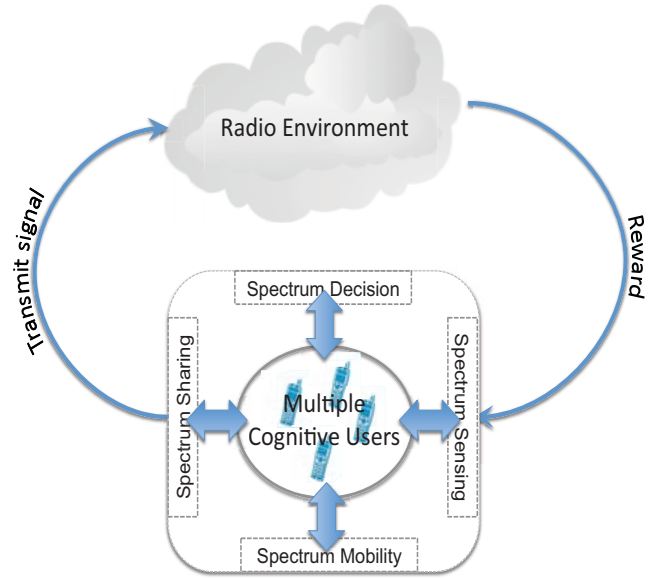 Radio Environment
Transmit signal
Reward
Spectrum Decision
Spectrum Sharing
Multiple
Cognitive Users
Spectrum Sensing
Spectrum Mobility